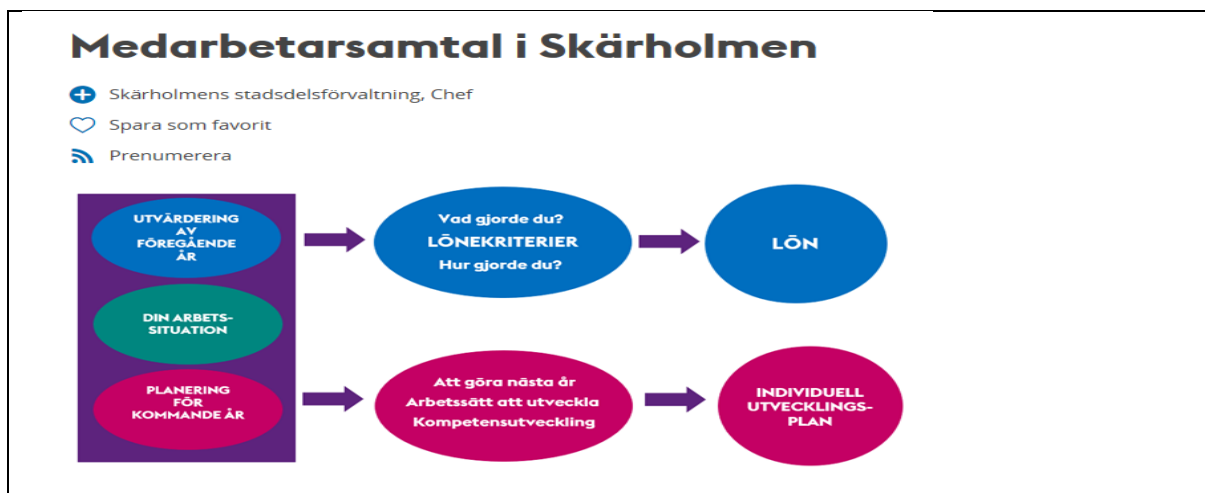 Medarbetarsamtal i Skärholmen
Skärholmens stadsdelsförvaltning, Chef
Spara som favorit
Prenumerera
UTVÄRDERING
AV
FÖREGÅENDE
ÅR
Vad gjorde du?
LÖNEKRITERIER
Hur gjorde du?
LÖN
DIN ARBETS-
SITUATION
PLANERING
FÖR
KOMMANDE ÅR
Att göra nästa år
Arbetssätt att utveckla
Kompetensutveckling
INDIVIDUELL
UTVECKLINGS-
PLAN